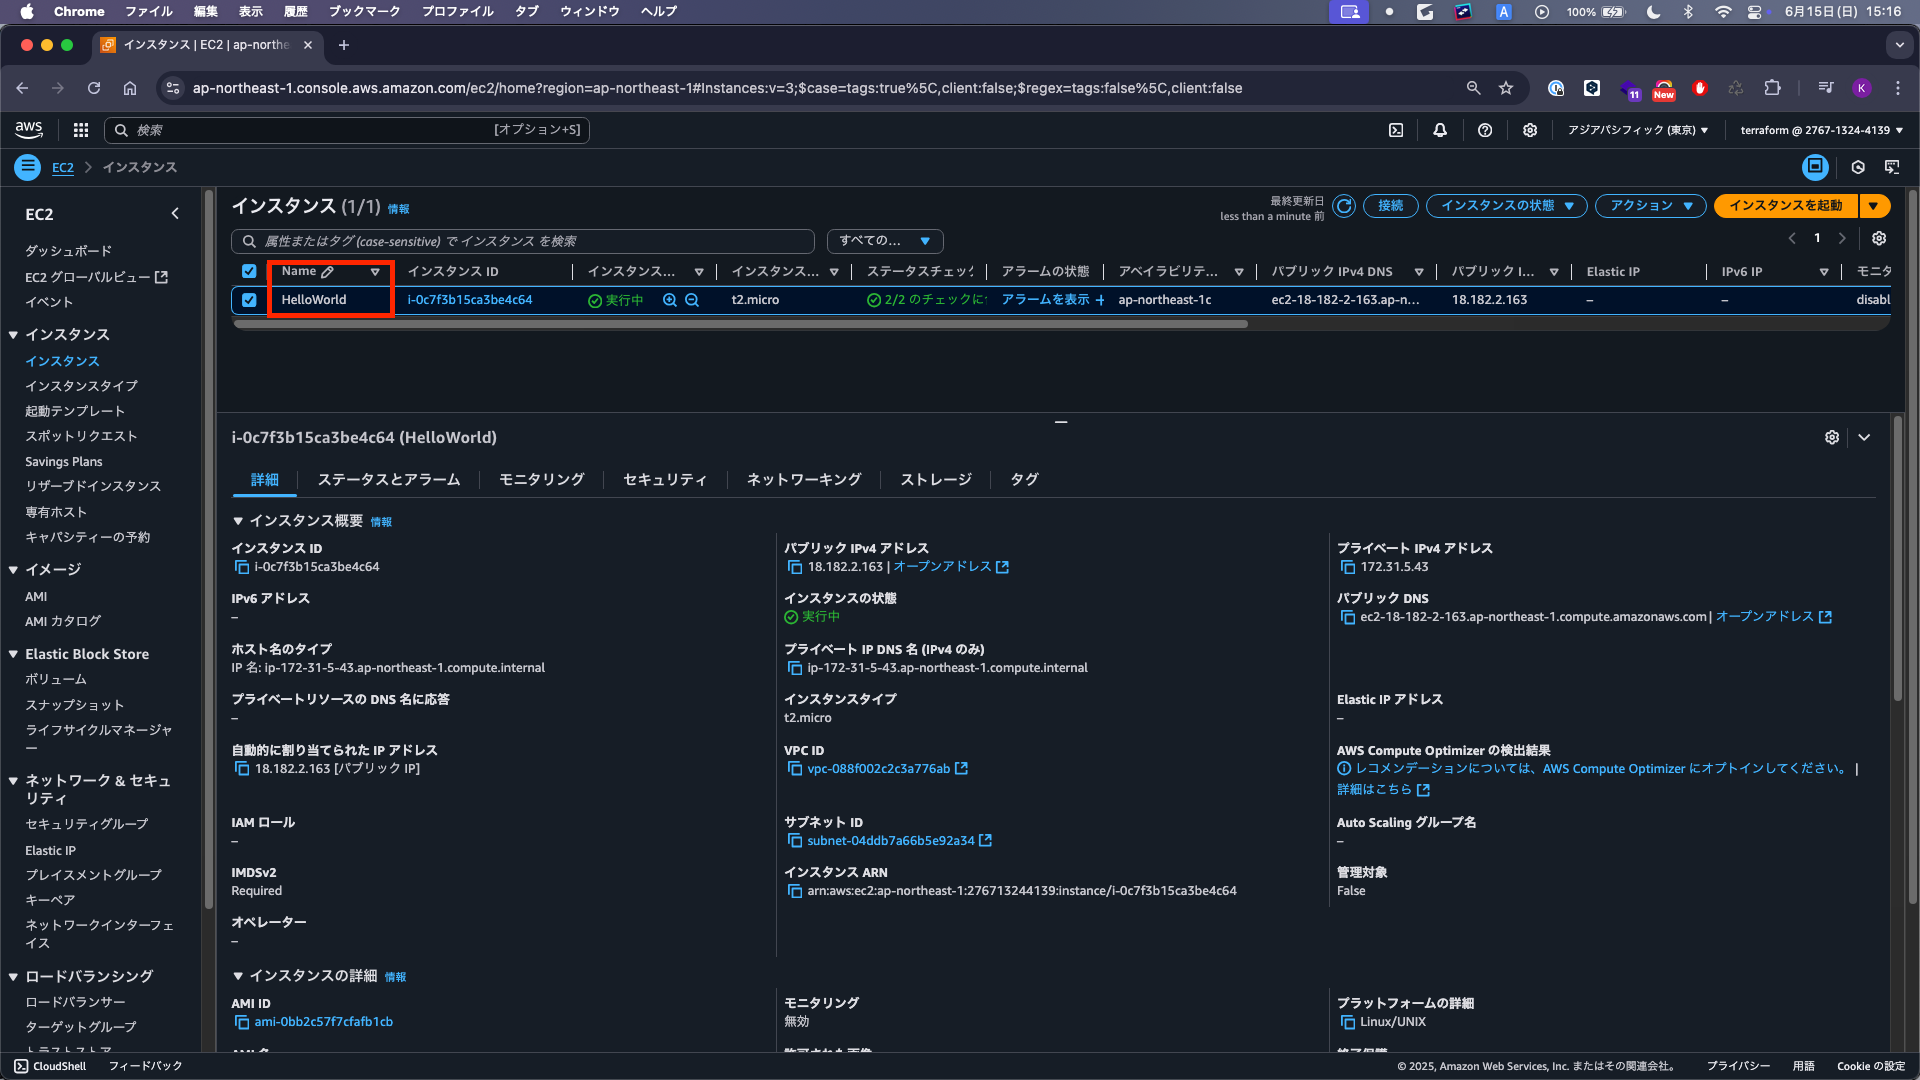 Chrome ファイル 編集 表示 履歴 ブックマーク プロファイル タブ ウィンドウ ヘルプ A 100% 6月15日(日) 15:16
インスタンス | EC2 | ap-northe
ap-northeast-1.console.aws.amazon.com/ec2/home?region=ap-northeast-1#Instances:v=3;$case=tags:true%5C,client:false;$regex=tags:false%5C,client:false 11 New K
aws 検索 [オプション+S] アジアパシフィック (東京) terraform @ 2767-1324-4139
EC2 インスタンス
EC2
ダッシュボード
EC2 グローバルビュー
イベント
インスタンス
インスタンス
インスタンスタイプ
起動テンプレート
スポットリクエスト
Savings Plans
リザーブドインスタンス
専有ホスト
キャパシティーの予約
イメージ
AMI
AMI カタログ
Elastic Block Store
ボリューム
スナップショット
ライフサイクルマネージャ
ー
ネットワーク & セキュ
リティ
セキュリティグループ
Elastic IP
プレイスメントグループ
キーペア
ネットワークインターフェ
イス
ロードバランシング
ロードバランサー
ターゲットグループ
トラストストア
インスタンス (1/1) 情報
最終更新日
less than a minute 前
接続 インスタンスの状態 アクション インスタンスを起動
属性またはタグ (case-sensitive) で インスタンス を検索 すべての... 1
Name インスタンス ID インスタンス... インスタンス... ステータスチェック アラームの状態 アベイラビリテ... パブリック IPv4 DNS パブリック I... Elastic IP IPv6 IP モニタ
HelloWorld i-0c7f3b15ca3be4c64 実行中 t2.micro 2/2 のチェックに アラームを表示 + ap-northeast-1c ec2-18-182-2-163.ap-n... 18.182.2.163 – – disabl
i-0c7f3b15ca3be4c64 (HelloWorld)
詳細 ステータスとアラーム モニタリング セキュリティ ネットワーキング ストレージ タグ
インスタンス概要 情報
インスタンス ID
i-0c7f3b15ca3be4c64
パブリック IPv4 アドレス
18.182.2.163 | オープンアドレス
プライベート IPv4 アドレス
172.31.5.43
IPv6 アドレス
–
インスタンスの状態
実行中
パブリック DNS
ec2-18-182-2-163.ap-northeast-1.compute.amazonaws.com | オープンアドレス
ホスト名のタイプ
IP 名: ip-172-31-5-43.ap-northeast-1.compute.internal
プライベート IP DNS 名 (IPv4 のみ)
ip-172-31-5-43.ap-northeast-1.compute.internal
プライベートリソースの DNS 名に応答
–
インスタンスタイプ
t2.micro
Elastic IP アドレス
–
自動的に割り当てられた IP アドレス
18.182.2.163 [パブリック IP]
VPC ID
vpc-088f002c2c3a776ab
AWS Compute Optimizer の検出結果
レコメンデーションについては、AWS Compute Optimizer にオプトインしてください。 |
詳細はこちら
IAM ロール
–
サブネット ID
subnet-04ddb7a66b5e92a34
Auto Scaling グループ名
–
IMDSv2
Required
インスタンス ARN
arn:aws:ec2:ap-northeast-1:276713244139:instance/i-0c7f3b15ca3be4c64
管理対象
False
オペレーター
–
インスタンスの詳細 情報
AMI ID
ami-0bb2c57f7cfafb1cb
モニタリング
無効
プラットフォームの詳細
Linux/UNIX
CloudShell フィードバック © 2025, Amazon Web Services, Inc. またはその関連会社。 プライバシー 用語 Cookie の設定